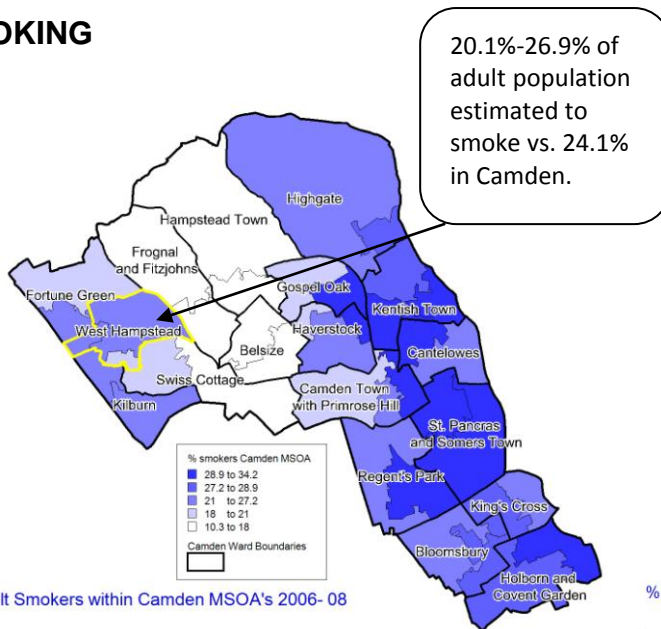 OKING
20.1%-26.9% of
adult population
estimated to
smoke vs. 24.1%
in Camden.
Highgate
Hampstead Town
Frognal
and Fitzjohns
Gospel Oak
Fortune Green
Kentish Town
West Hampstead
Haverstock
Belsize
Cantelowes
Swiss Cottage
Camden Town
with Primrose Hill
Kilburn
St. Pancras
and Somers Town
Regent's Park
King's Cross
Bloomsbury
Holborn and
Covent Garden
% smokers Camden MSOA
28.9 to 34.2
27.2 to 28.9
21 to 27.2
18 to 21
10.3 to 18
Camden Ward Boundaries
lt Smokers within Camden MSOA's 2006- 08
%